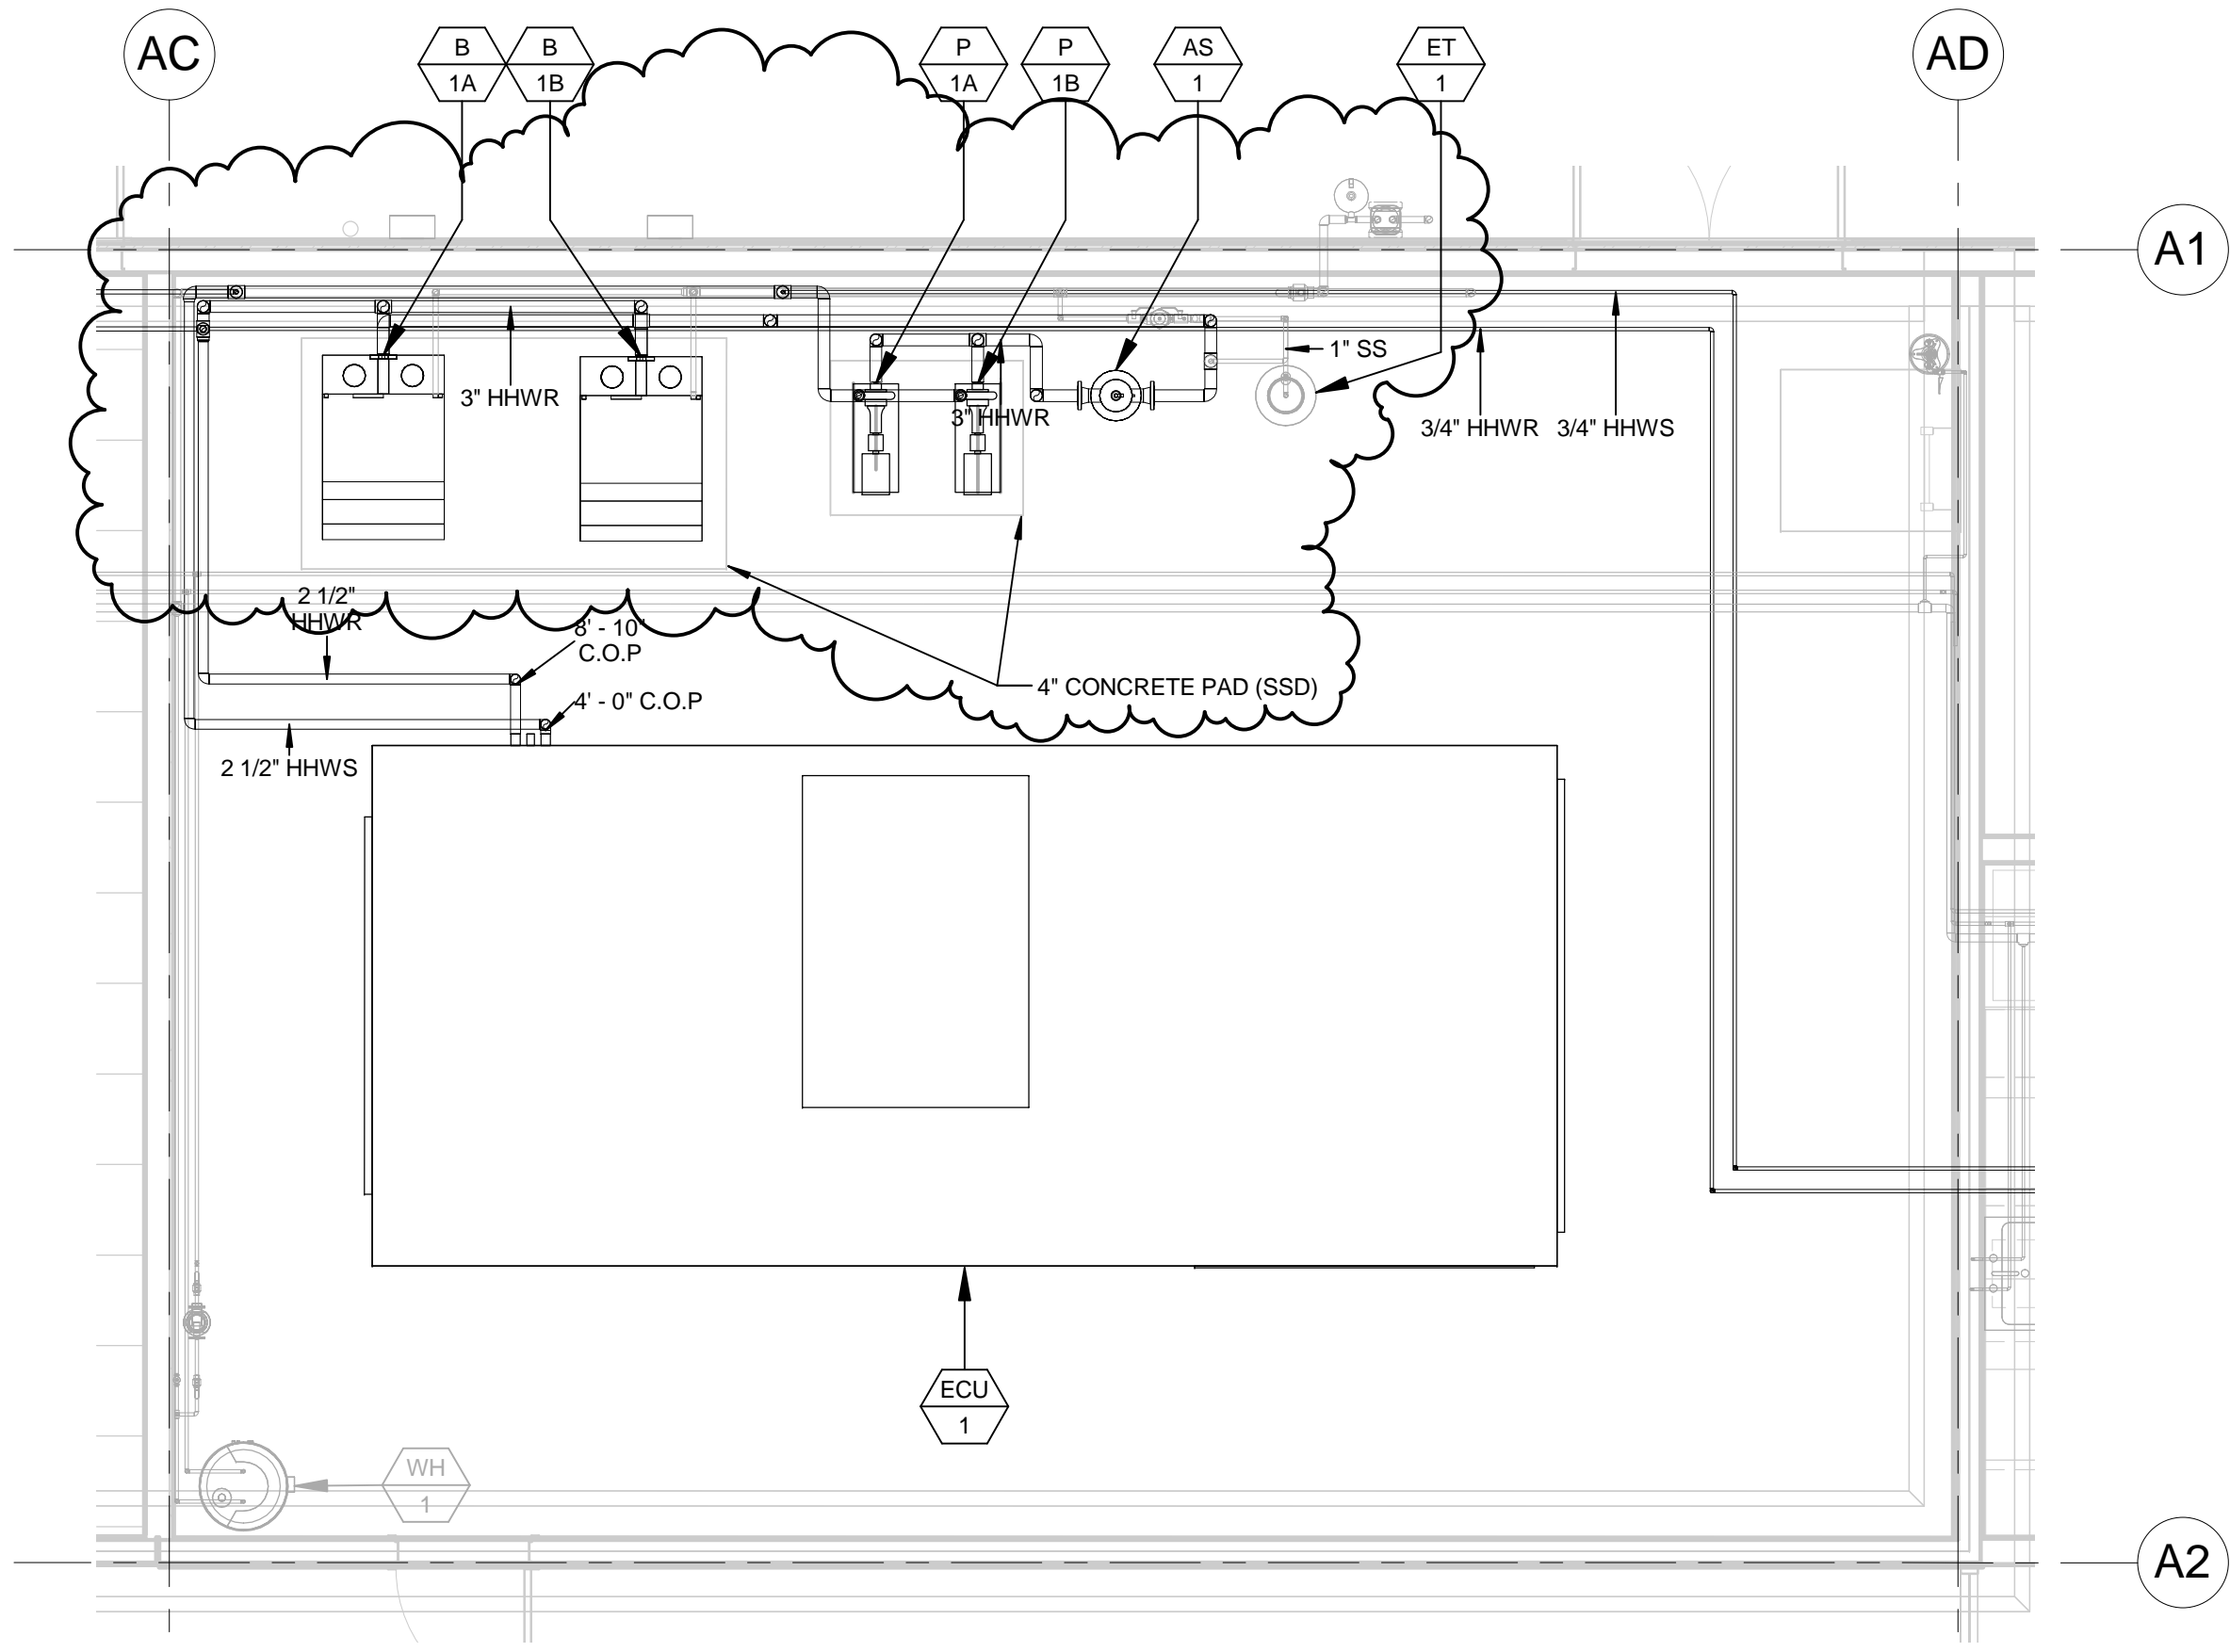 AC
B
1A
B
1B
P
1A
P
1B
AS
1
ET
1
AD
A1
1" SS
3" HHWR
3" HHWR
3/4" HHWR
3/4" HHWS
2 1/2"
HHWR
8' - 10"
C.O.P
4" CONCRETE PAD (SSD)
4' - 0" C.O.P
2 1/2" HHWS
ECU
1
WH
1
A2